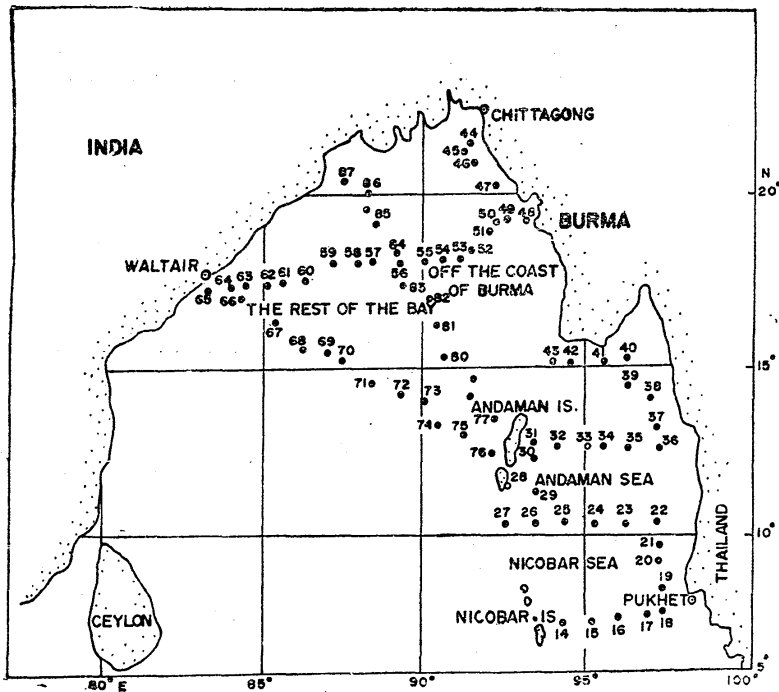 CHITTAGONG
44
INDIA
45
46
87
86
47
N
20°
85
50 49 48
BURMA
51
WALTAIR
59 58 57 84 55 54 53 52
64 63 62 61 60
56
OFF THE COAST
65 66
83
OF BURMA
THE REST OF THE BAY
82
67
81
68 69 70
80
43 42 41 40
15°
39
71 72 73
38
ANDAMAN IS.
77
37
74 75
31 32 33 34 35 36
76
30
28
ANDAMAN SEA
29
27 26 25 24 23 22
10°
21
NICOBAR SEA
20
THAILAND
19
PUKHET
CEYLON
NICOBAR IS.
14 15 16 17 18
5°
80° E
85
90
95
100°